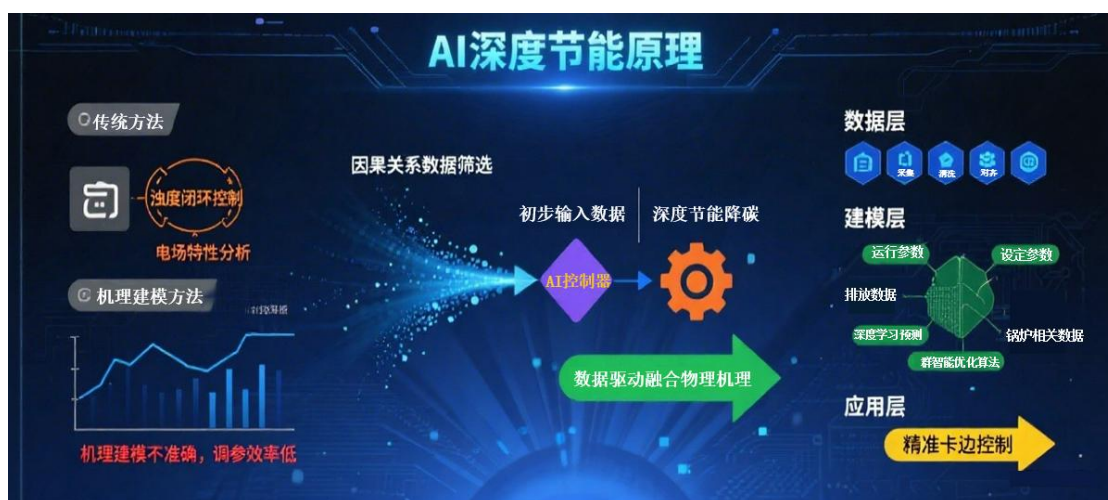 AI深度节能原理
传统方法
浊度闭环控制
电场特性分析
机理建模方法
机理建模不准确，调参效率低
因果关系数据筛选
初步输入数据
深度节能降碳
AI控制器
数据驱动融合物理机理
数据层
采集
清洗
对齐
建模层
运行参数
设定参数
排放数据
深度学习预测
锅炉相关数据
群智能优化算法
应用层
精准卡边控制